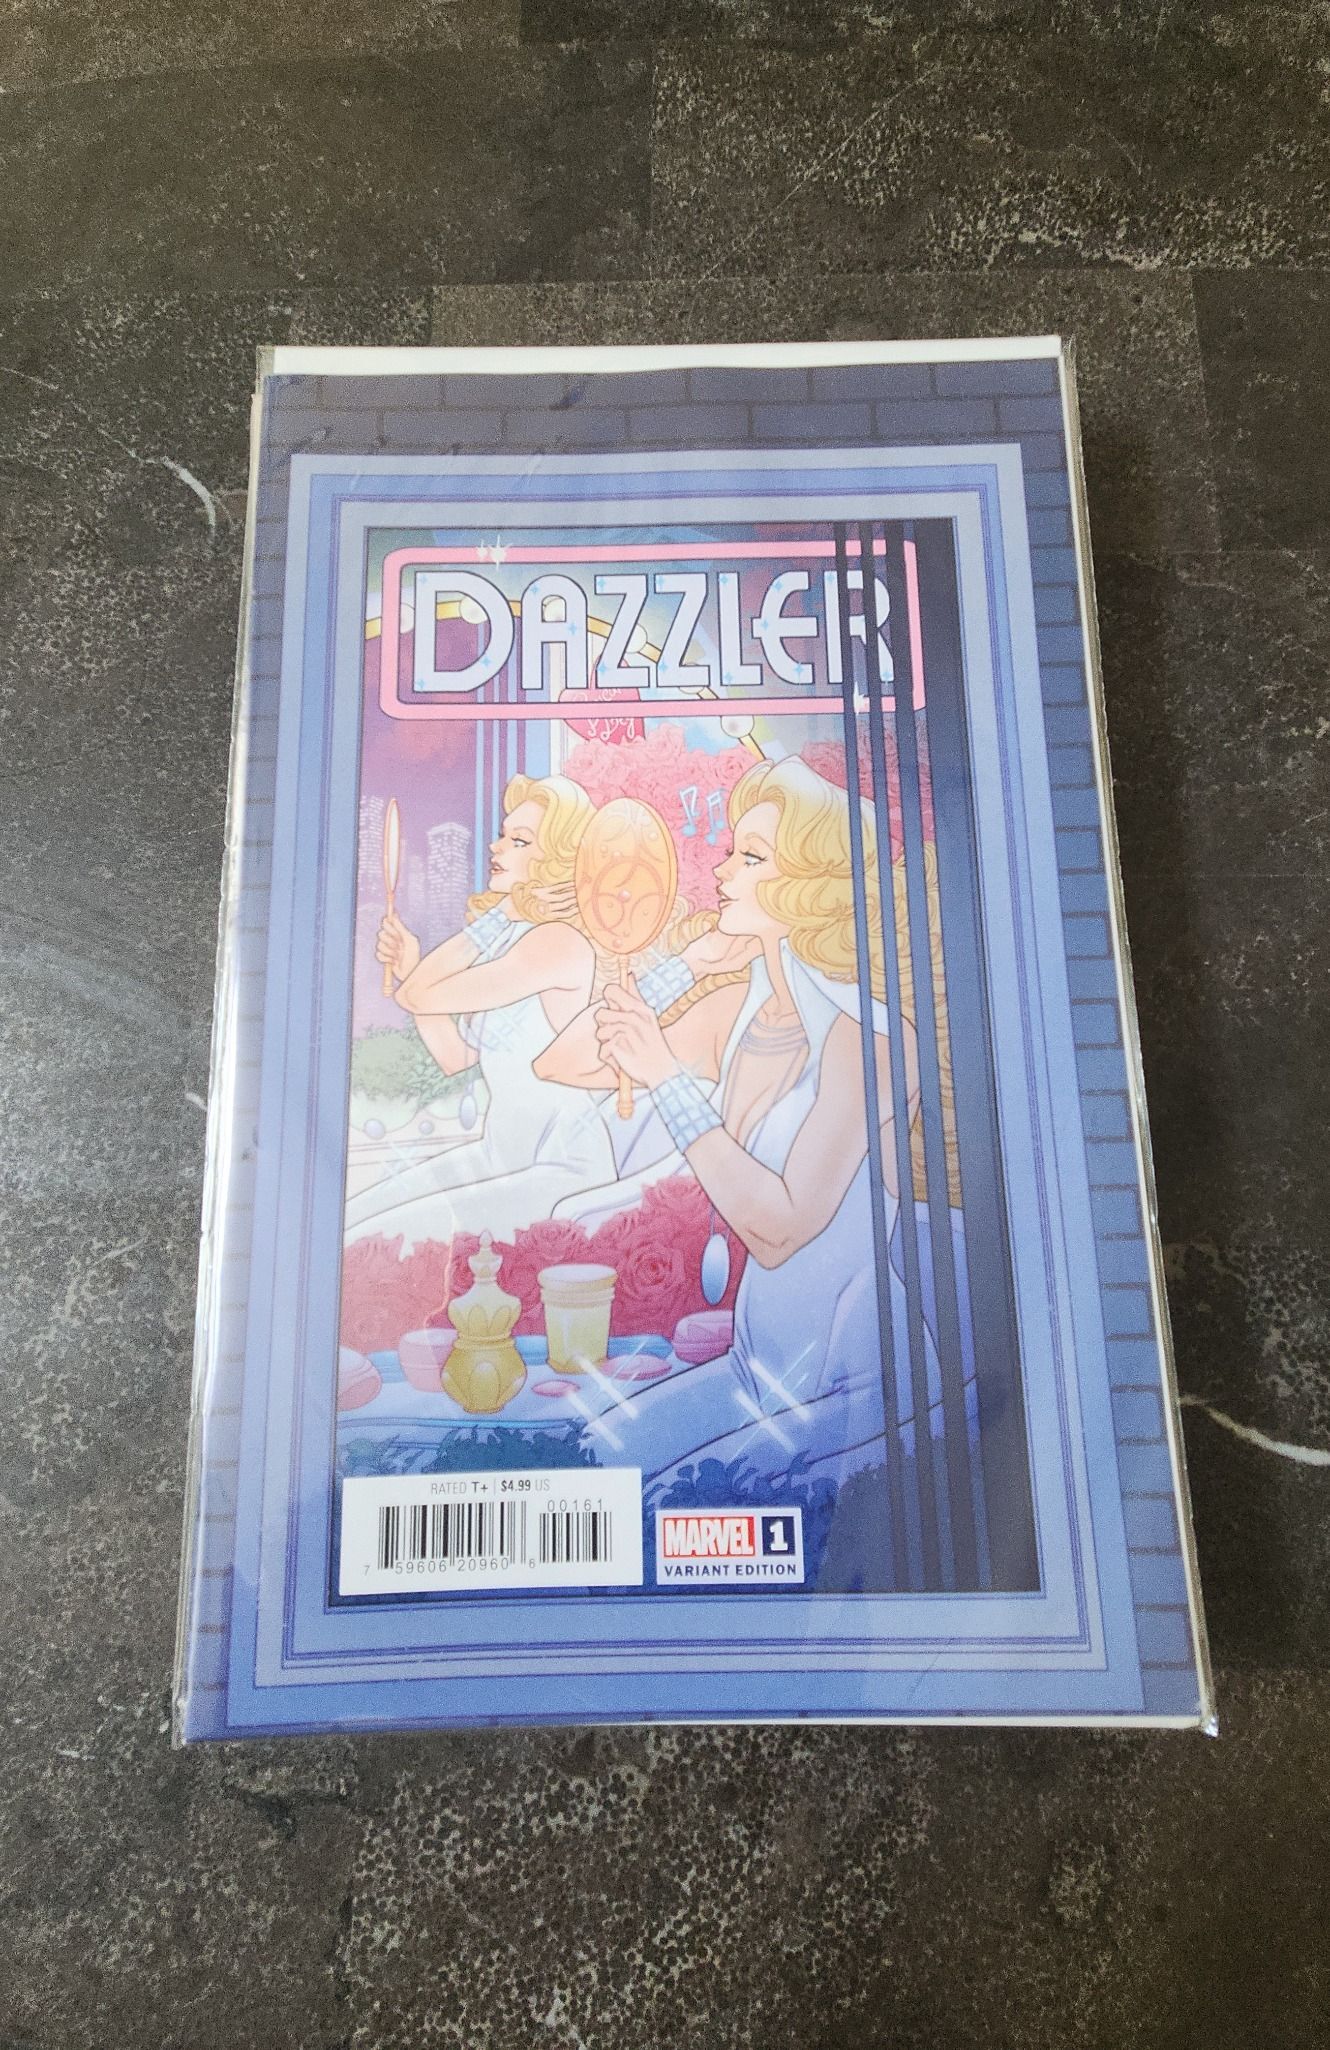 DAZZLER
RATED T+ | $4.99 US
00161
7 59606 20960 6
MARVEL 1
VARIANT EDITION